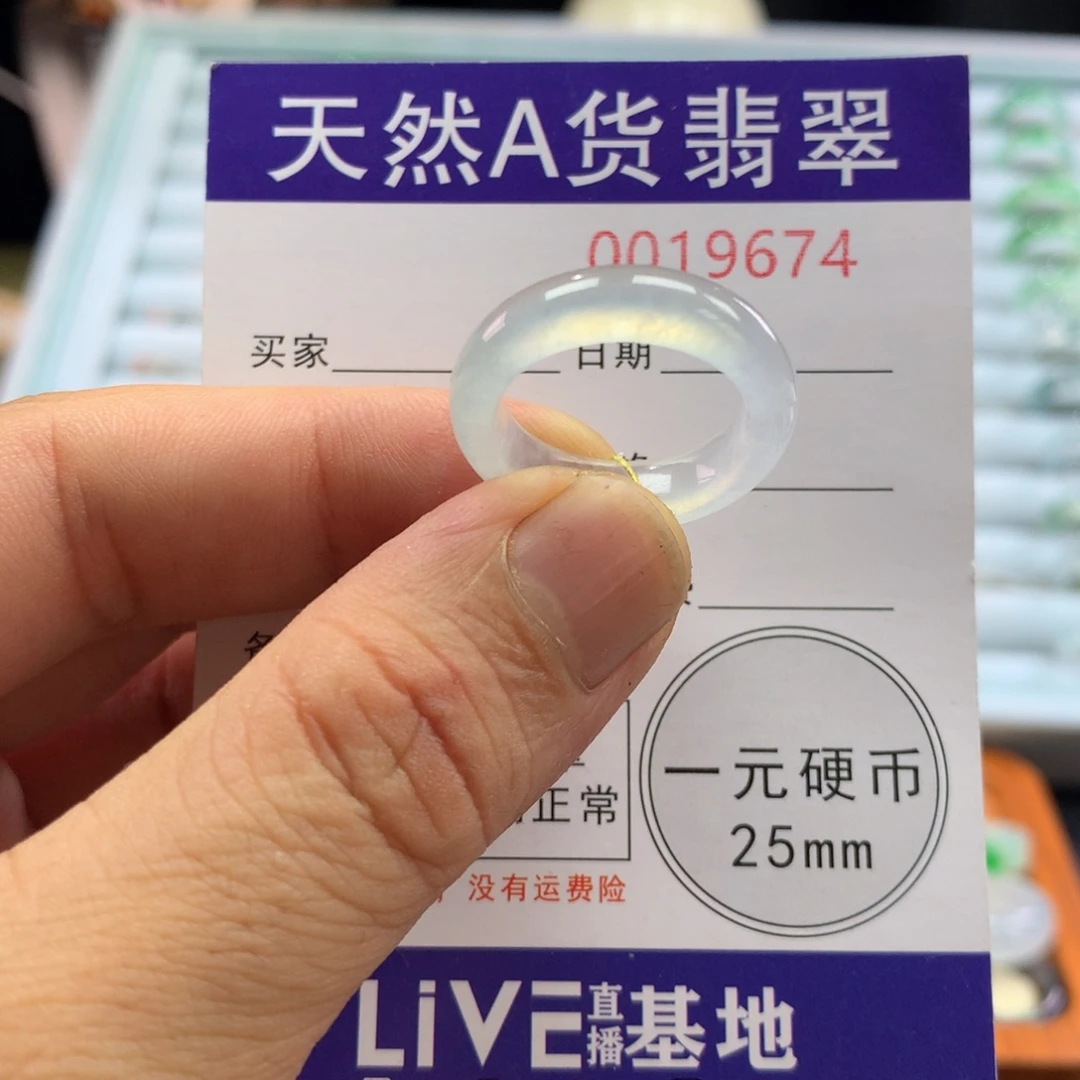 天然A货翡翠
0019674
买家 日期
正常
没有运费险
一元硬币
25mm
LiVE直播基地